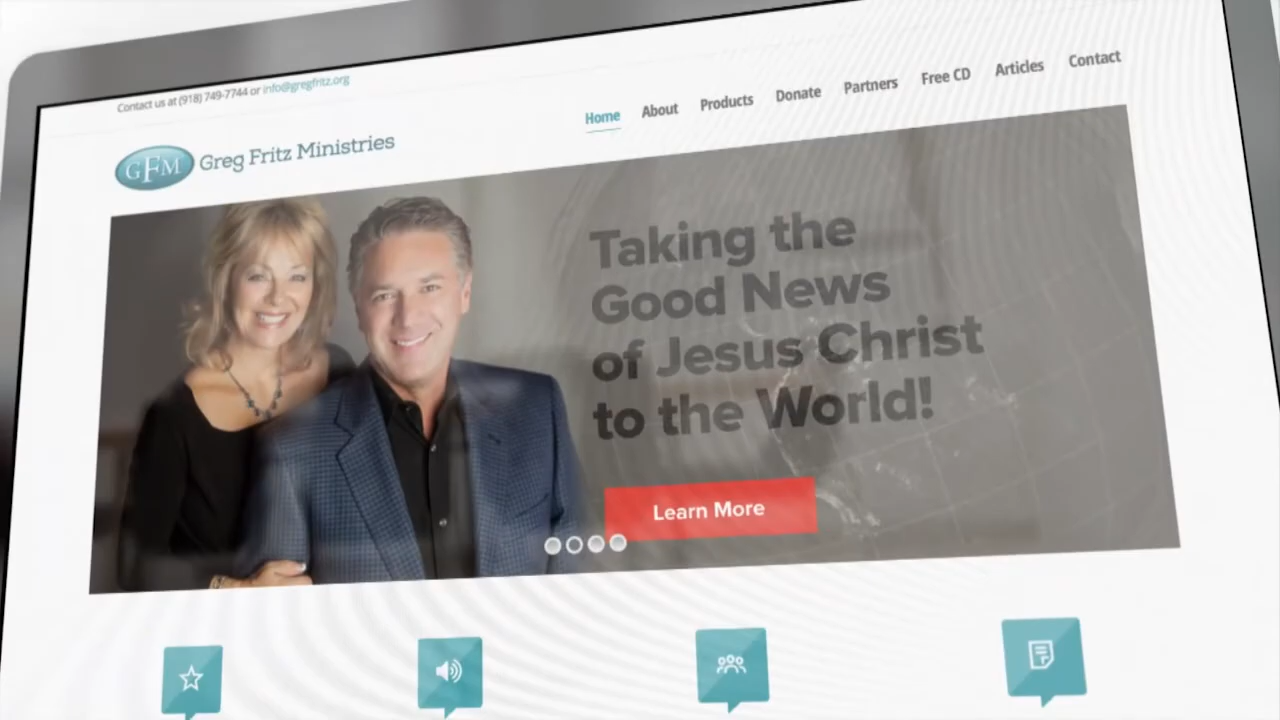 Contact us at (918) 749-7744 or info@gregfritz.org
Home About Products Donate Partners Free CD Articles Contact
GFM Greg Fritz Ministries
Taking the
Good News
of Jesus Christ
to the World!
Learn More